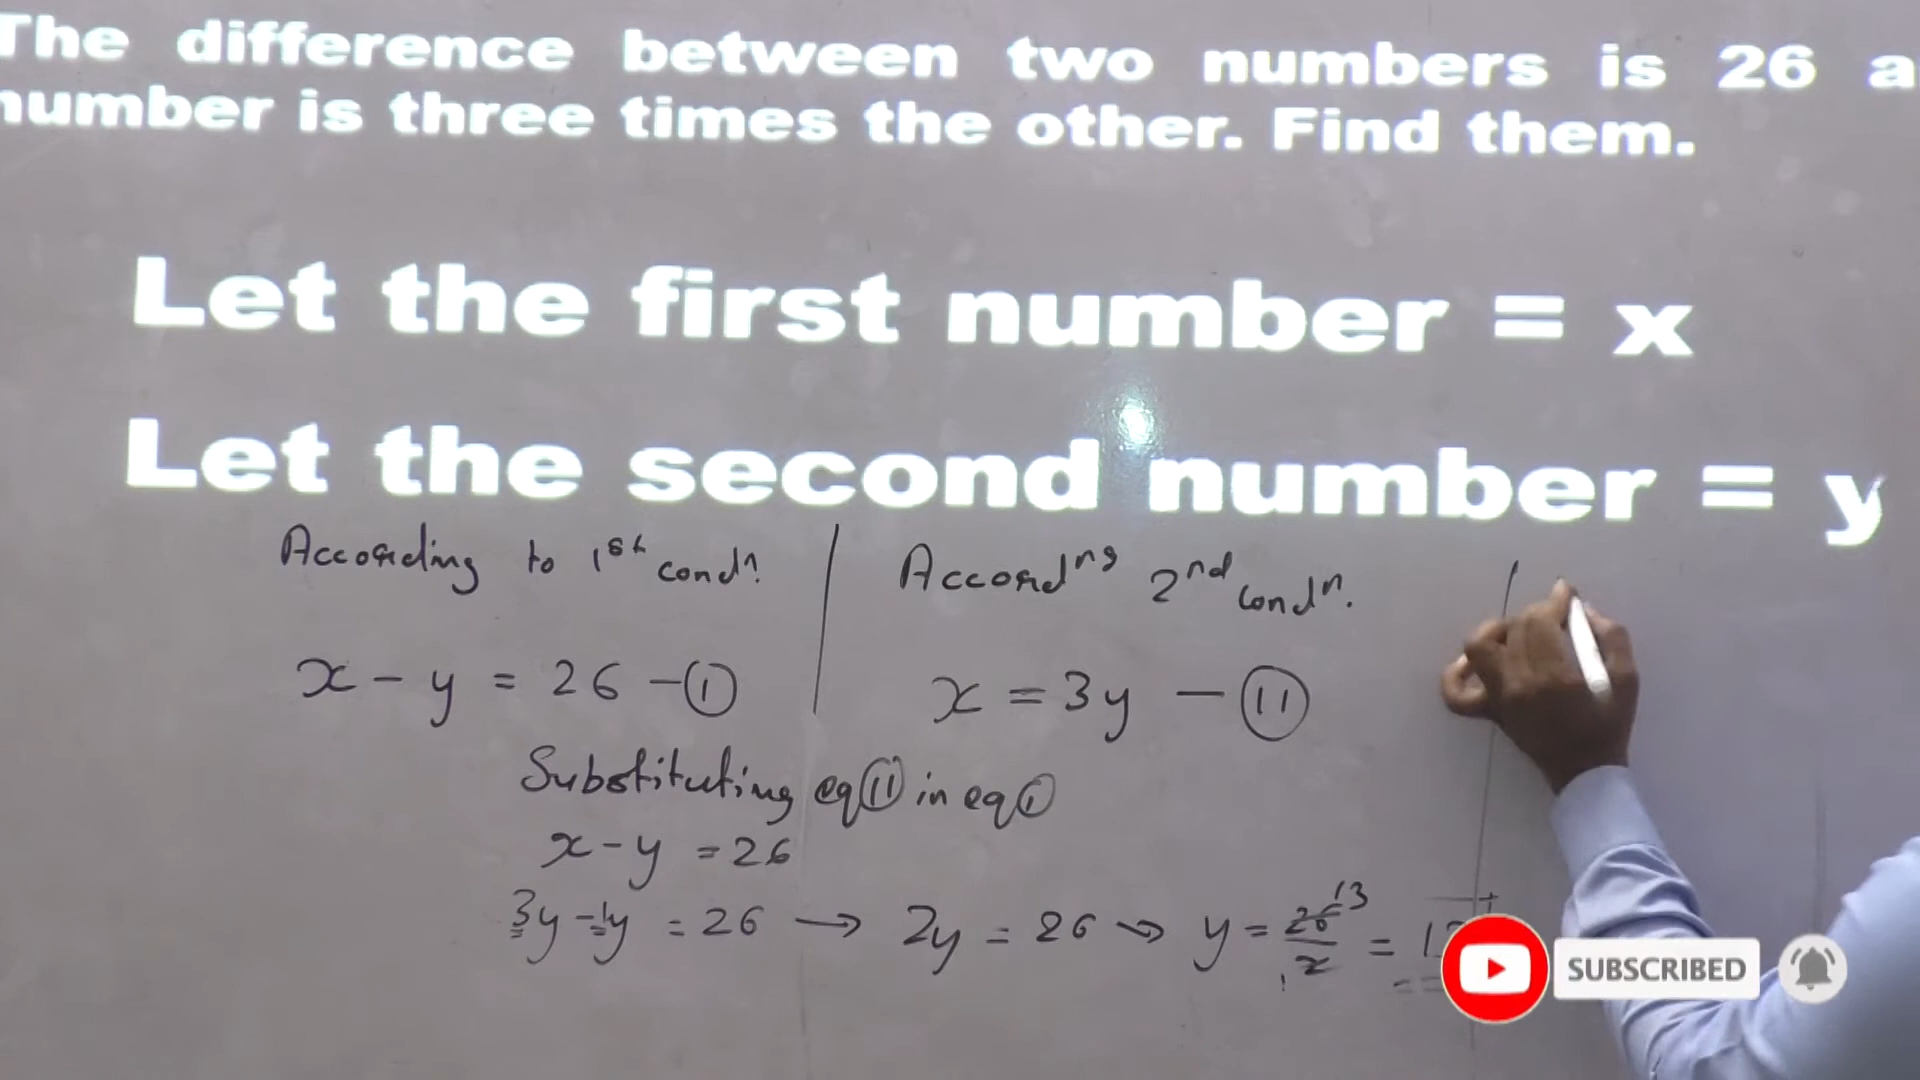 The difference between two numbers is 26 a
number is three times the other. Find them.
Let the first number = x
Let the second number = y
According to 1st condn.
Accordng 2nd condn.
x - y = 26 - ①
x = 3y - ⑪
Substituting eq ⑪ in eq ①
x - y = 26
3y - 1y = 26 → 2y = 26 → y = 26/2 13 1 =
SUBSCRIBED